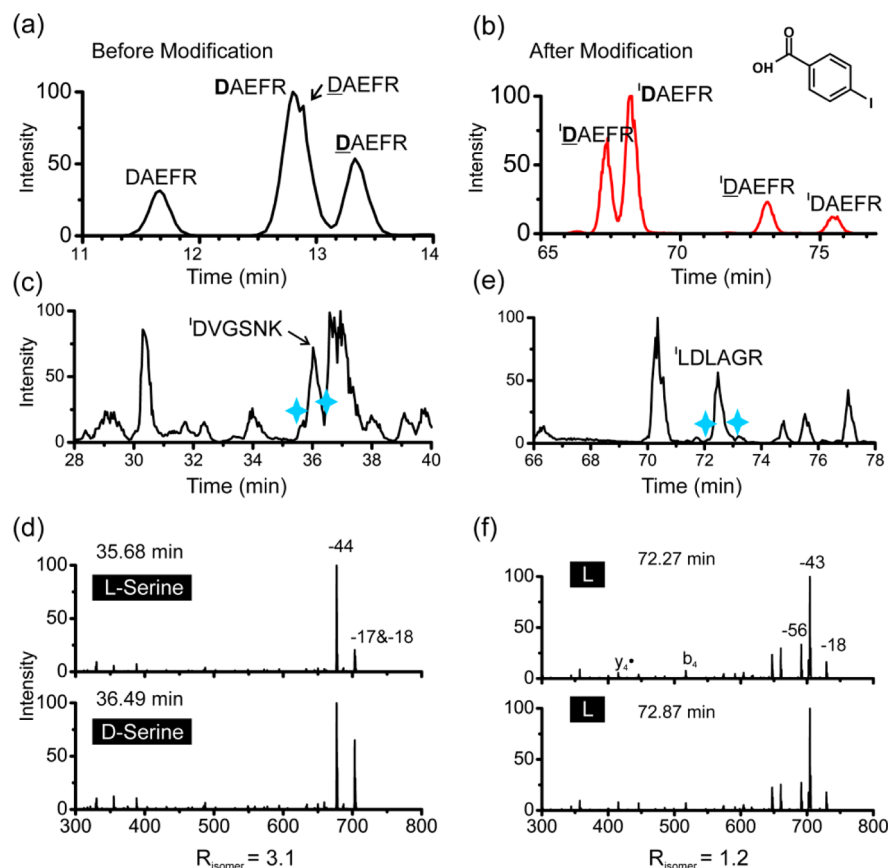 (a)
Before Modification
Intensity
100
50
0
DAEFR
DAEFR
DAEFR
DAEFR
11
12
13
14
Time (min)
(b)
After Modification
O
OH
I
100
50
0
ᴵDAEFR
ᴵDAEFR
ᴵDAEFR
ᴵDAEFR
65
70
75
Time (min)
(c)
Intensity
100
75
50
25
0
ᴵDVGSNK
28
30
32
34
36
38
40
Time (min)
(e)
100
50
0
ᴵLDLAGR
66
68
70
72
74
76
78
Time (min)
(d)
Intensity
35.68 min
L-Serine
100
50
0
-44
-17&-18
36.49 min
D-Serine
100
50
0
300
400
500
600
700
800
Risomer = 3.1
(f)
L
72.27 min
100
50
0
y₄•
b₄
-56
-43
-18
L
72.87 min
100
50
0
300
400
500
600
700
800
Risomer = 1.2